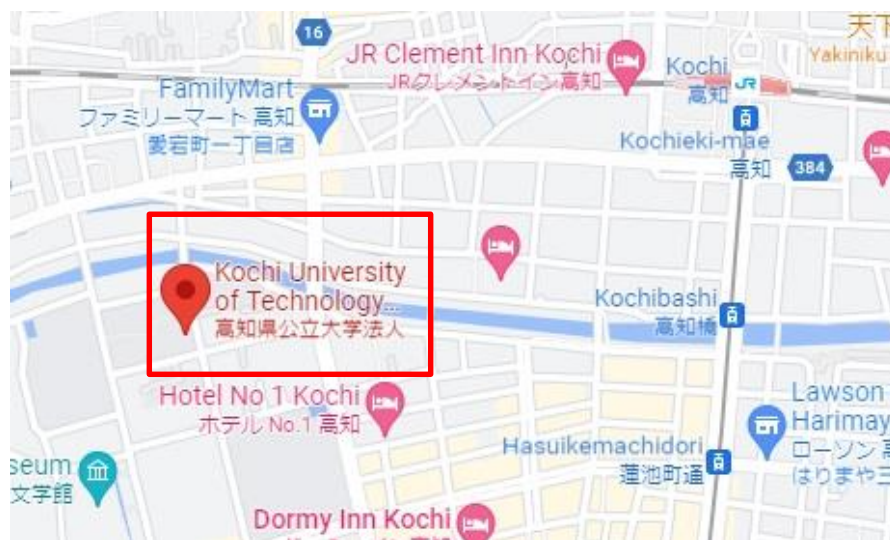 16
JR Clement Inn Kochi
JRクレメントイン高知
天下
Yakiniku
Kochi
高知
JR
FamilyMart
ファミリーマート 高知
愛宕町一丁目店
Kochieki-mae
高知
384
Kochi University
of Technology...
高知県公立大学法人
Kochibashi
高知橋
Hotel No 1 Kochi
ホテル No.1 高知
Lawson
Harimay
ローソン 高
はりまや三
Hasuikemachidori
蓮池町通
seum
文学館
Dormy Inn Kochi